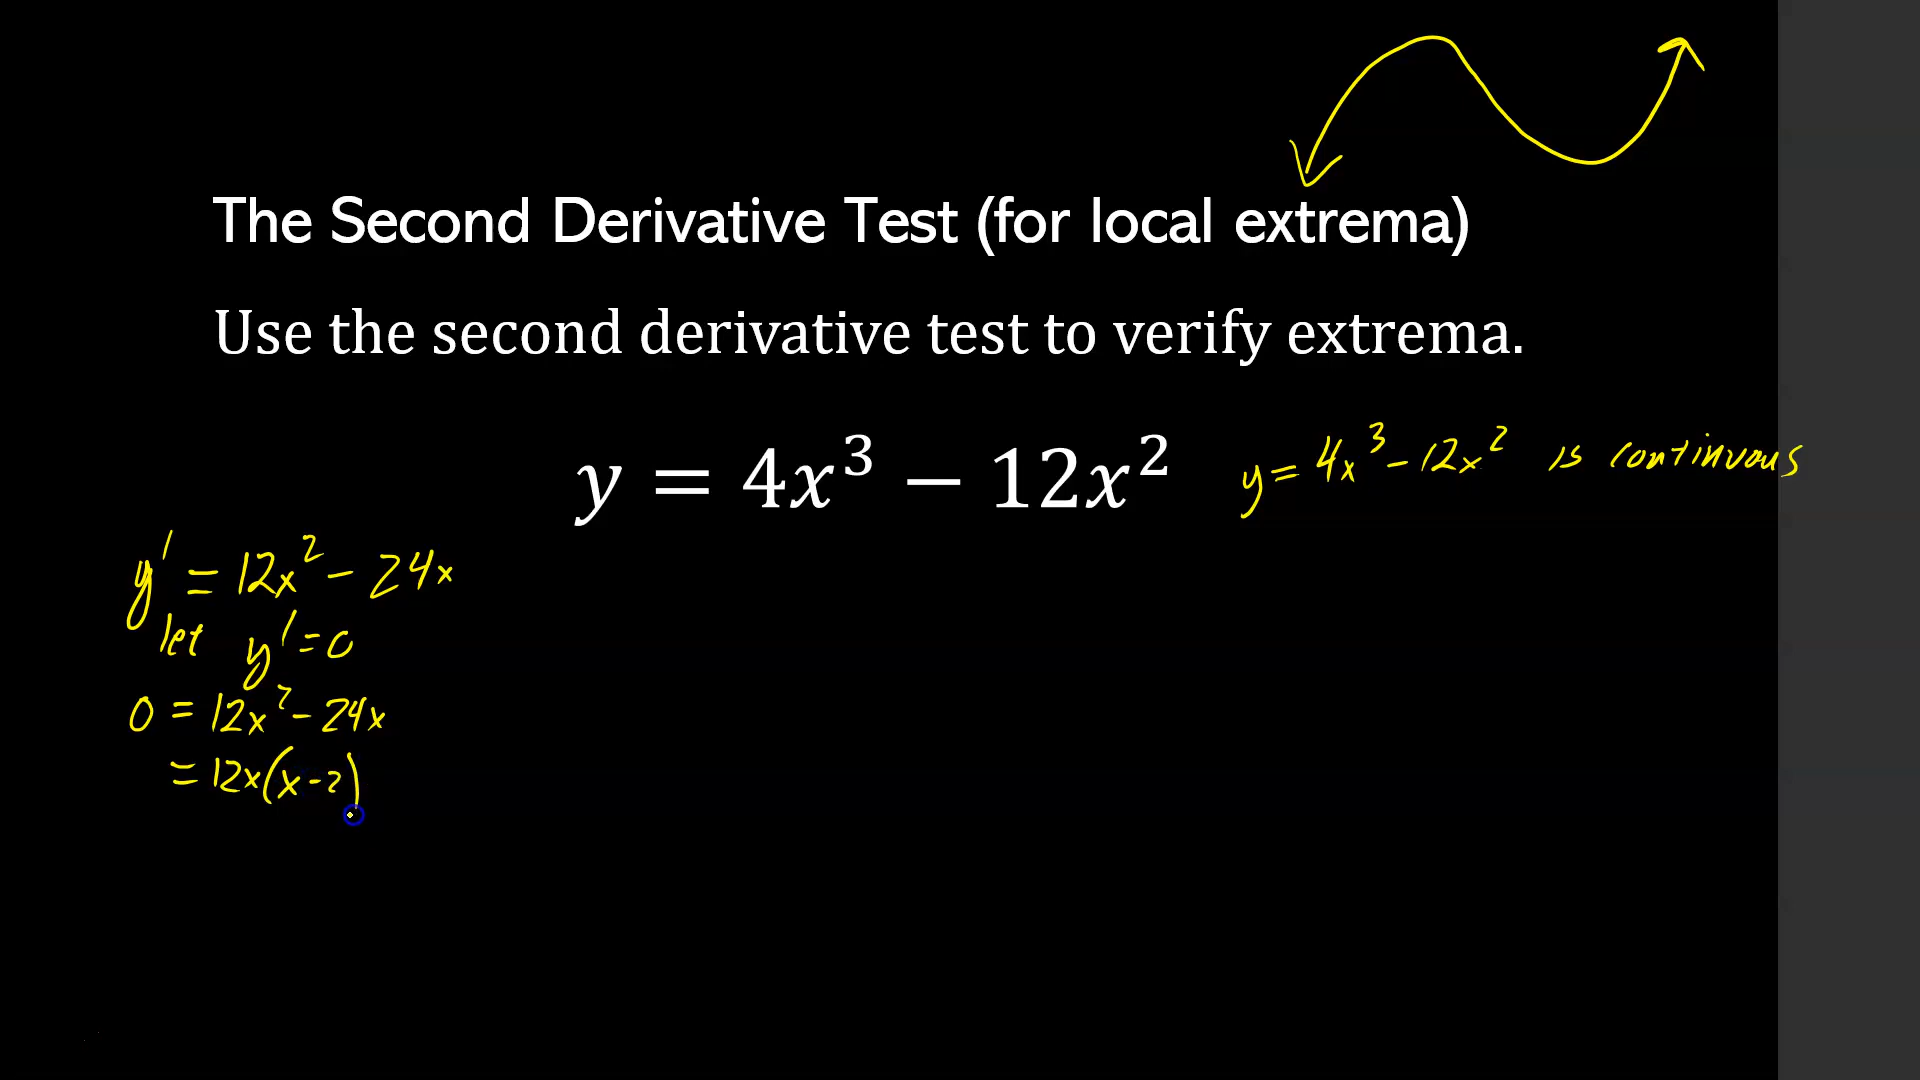 The Second Derivative Test (for local extrema)
Use the second derivative test to verify extrema.
y = 4x³ − 12x²
y = 4x³ − 12x² is continuous
y' = 12x² − 24x
let y' = 0
0 = 12x² − 24x
= 12x(x − 2)